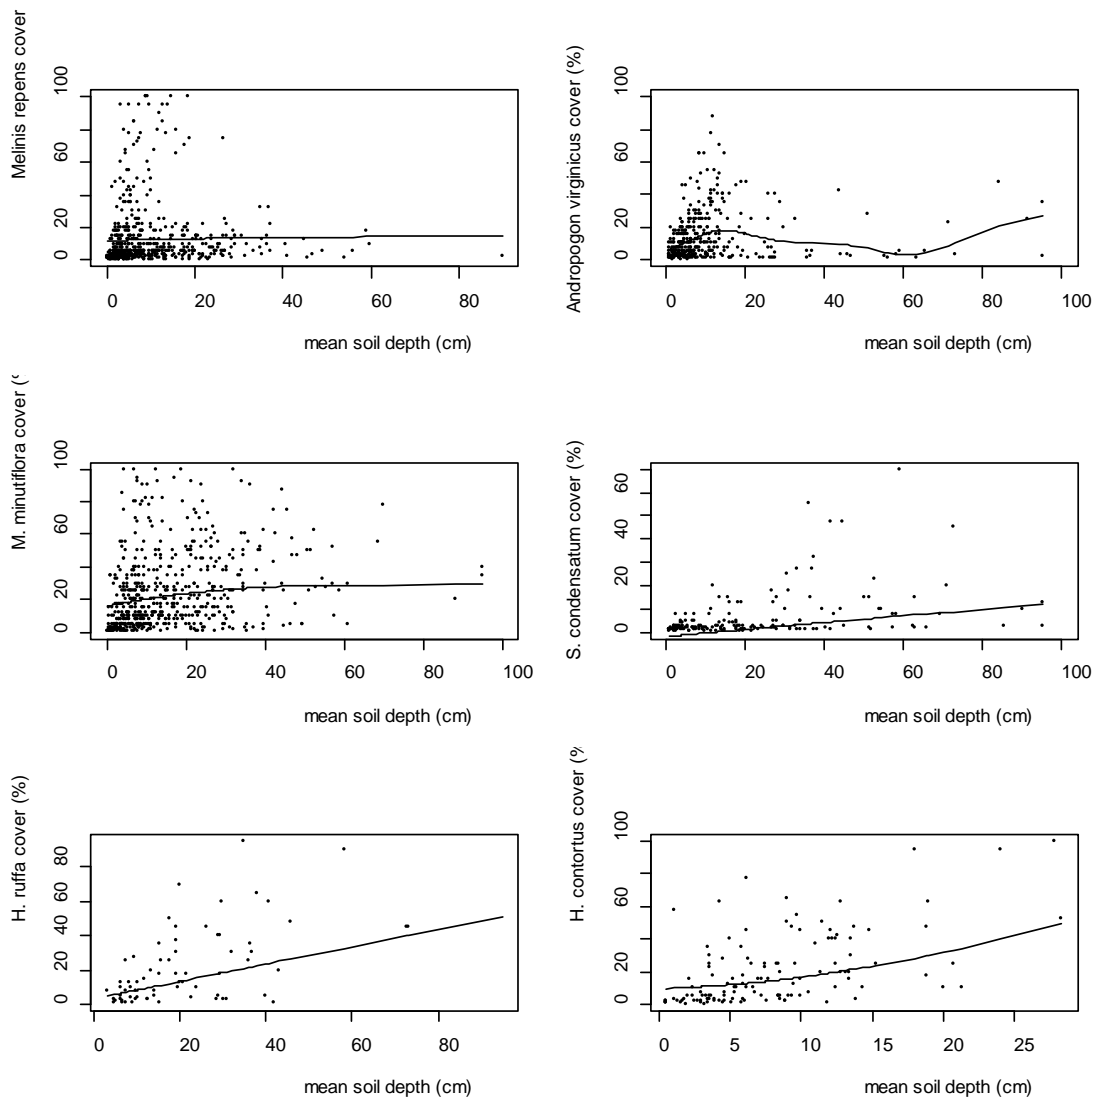 Melinis repens cover
100
60
20
0
0 20 40 60 80
mean soil depth (cm)
Andropogon virginicus cover (%)
100
60
20
0
0 20 40 60 80 100
mean soil depth (cm)
M. minutiflora cover (
100
60
20
0
0 20 40 60 80 100
mean soil depth (cm)
S. condensatum cover (%)
60
40
20
0
0 20 40 60 80 100
mean soil depth (cm)
H. ruffa cover (%)
80
60
40
20
0
0 20 40 60 80
mean soil depth (cm)
H. contortus cover (%
100
60
20
0
0 5 10 15 20 25
mean soil depth (cm)